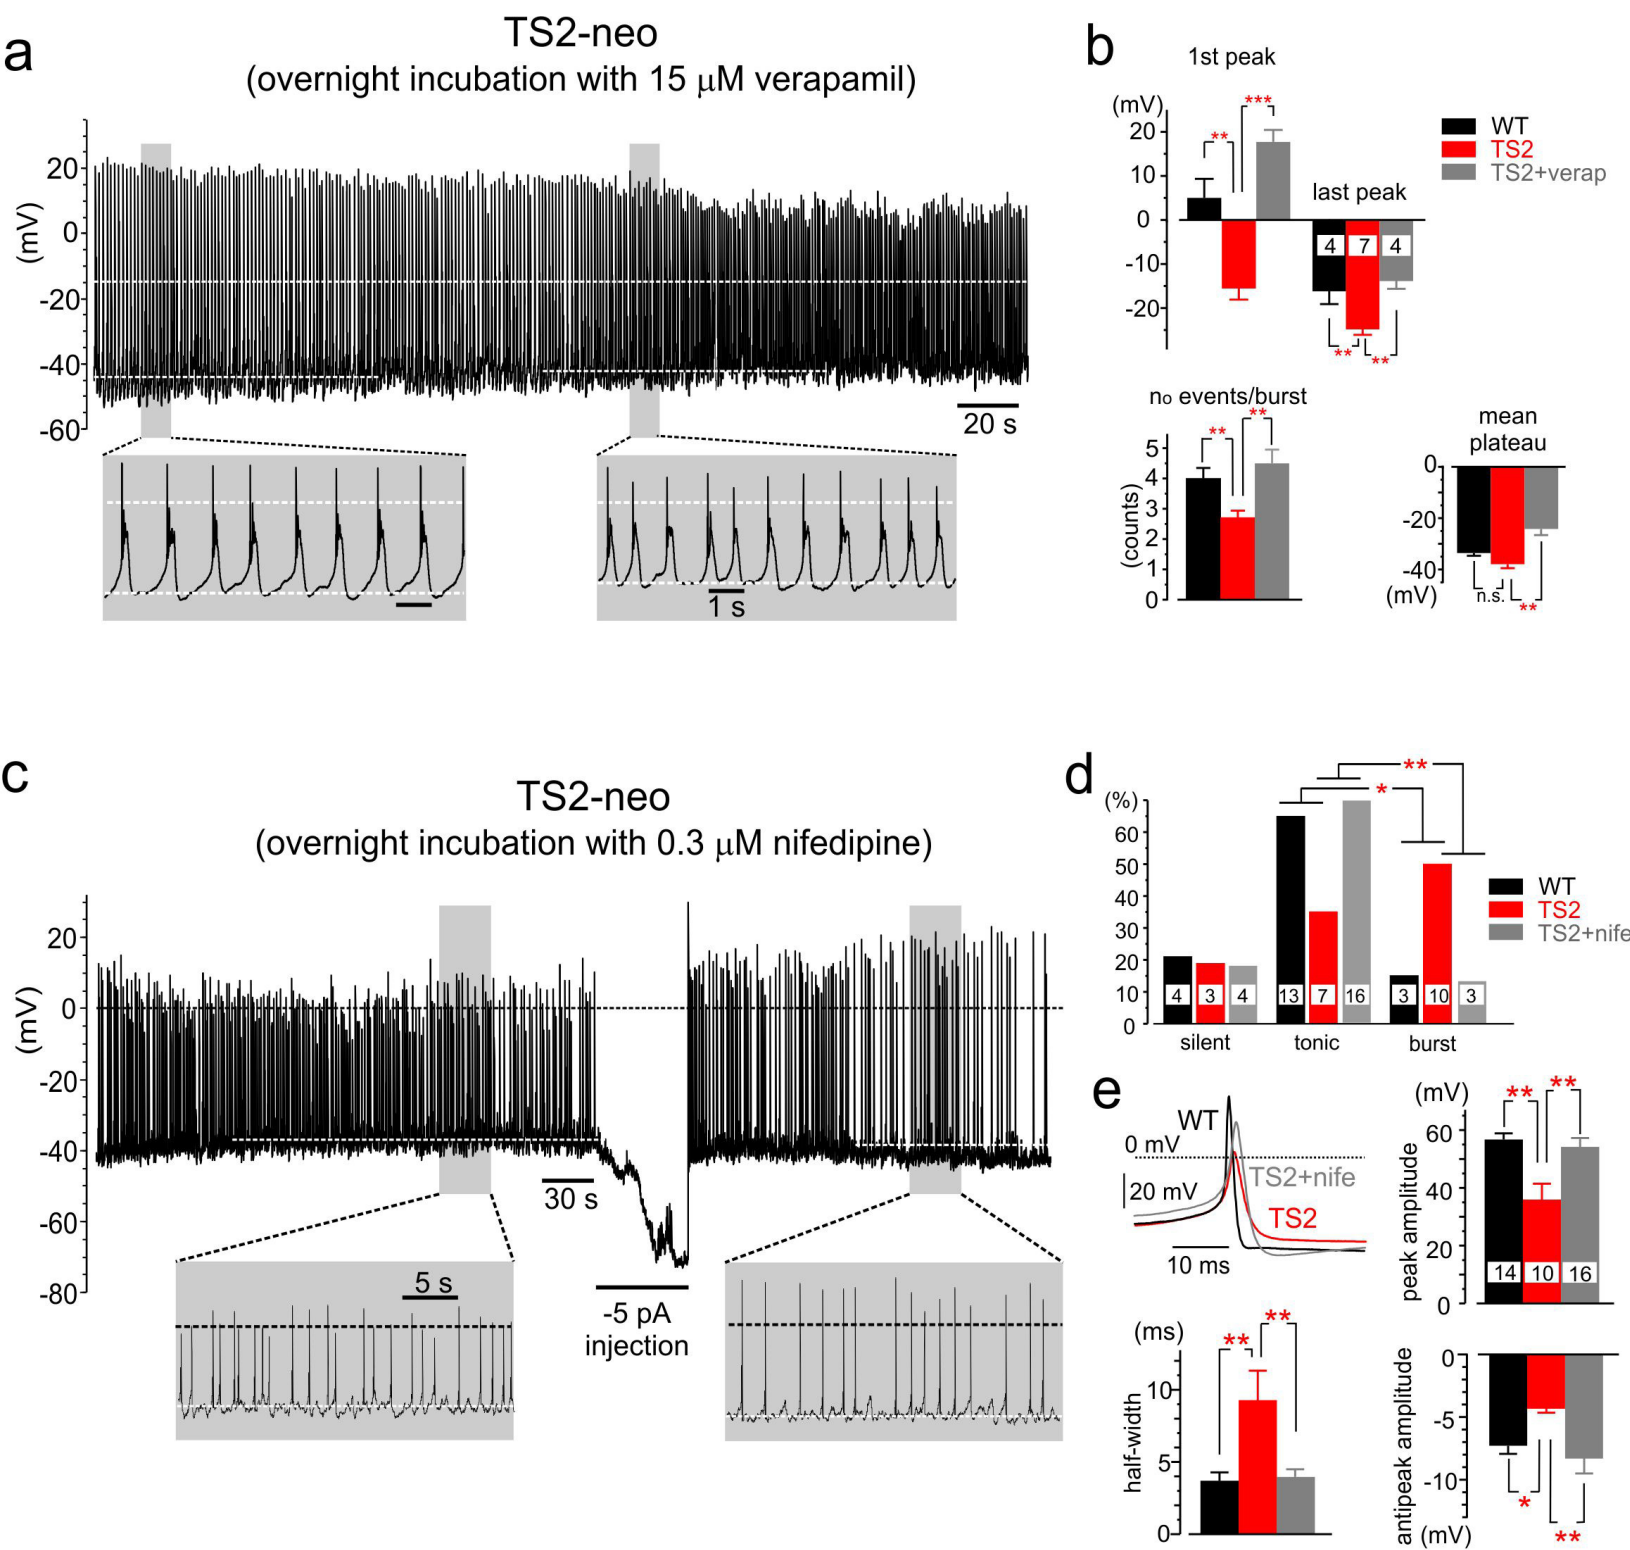 a
TS2-neo
(overnight incubation with 15 μM verapamil)
(mV)
20
0
-20
-40
-60
20 s
1 s
b
1st peak
(mV)
20
10
0
-10
-20
**
***
last peak
4
7
4
**
**
WT
TS2
TS2+verap
no events/burst
(counts)
5
4
3
2
1
0
**
**
mean
plateau
0
-20
-40
(mV)
n.s.
**
c
TS2-neo
(overnight incubation with 0.3 μM nifedipine)
(mV)
20
0
-20
-40
-60
-80
30 s
5 s
-5 pA
injection
d
(%)
60
50
40
30
20
10
0
**
*
4
3
4
13
7
16
3
10
3
silent
tonic
burst
WT
TS2
TS2+nife
e
WT
0 mV
TS2+nife
20 mV
TS2
10 ms
(mV)
peak amplitude
60
40
20
0
**
**
14
10
16
(ms)
half-width
10
5
0
**
**
antipeak amplitude
0
-5
-10
(mV)
*
**